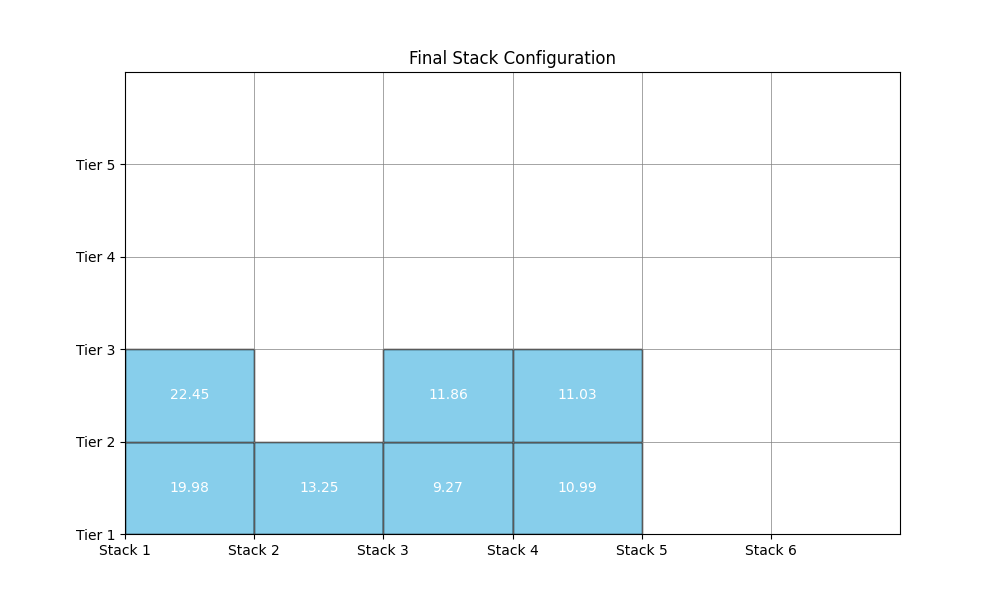 Final Stack Configuration
Tier 5
Tier 4
Tier 3
22.45 11.86 11.03
Tier 2
19.98 13.25 9.27 10.99
Tier 1
Stack 1 Stack 2 Stack 3 Stack 4 Stack 5 Stack 6